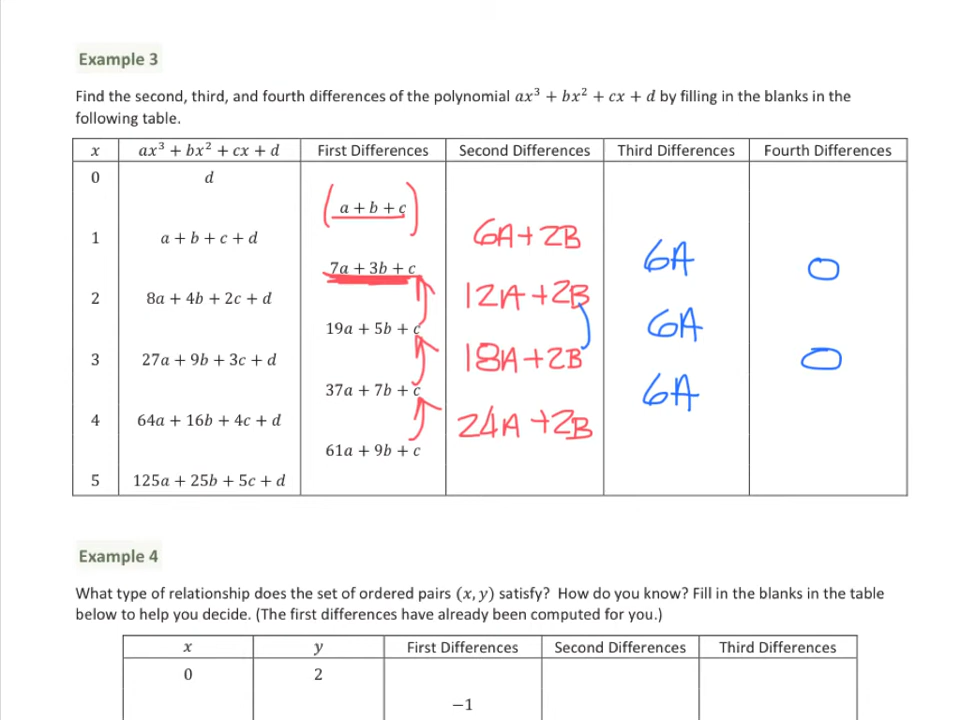 Example 3
Find the second, third, and fourth differences of the polynomial ax³ + bx² + cx + d by filling in the blanks in the
following table.
x ax³ + bx² + cx + d First Differences Second Differences Third Differences Fourth Differences
0 d
(a + b + c)
1 a + b + c + d 6A+2B
6A
7a + 3b + c 0
2 8a + 4b + 2c + d 12A+2B
19a + 5b + c 6A
3 27a + 9b + 3c + d 18A+2B 0
37a + 7b + c 6A
4 64a + 16b + 4c + d 24A+2B
61a + 9b + c
5 125a + 25b + 5c + d
Example 4
What type of relationship does the set of ordered pairs (x, y) satisfy? How do you know? Fill in the blanks in the table
below to help you decide. (The first differences have already been computed for you.)
x y First Differences Second Differences Third Differences
0 2
−1